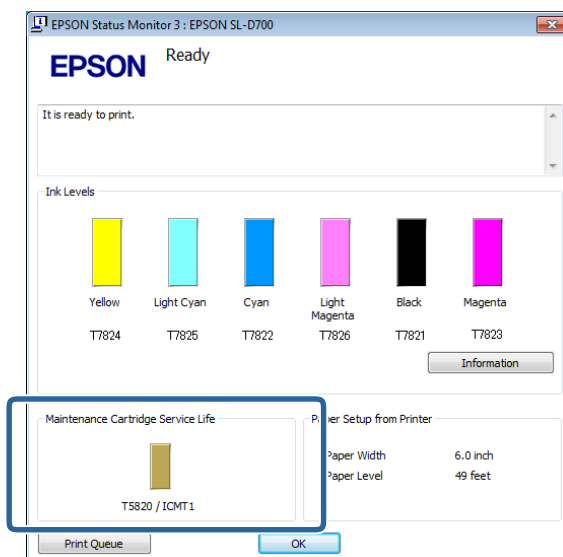 EPSON Status Monitor 3 : EPSON SL-D700
EPSON
Ready
It is ready to print.
Ink Levels
Yellow Light Cyan Cyan Light Magenta Black Magenta
T7824 T7825 T7822 T7826 T7821 T7823
Information
Maintenance Cartridge Service Life
T5820 / ICMT1
Paper Setup from Printer
Paper Width 6.0 inch
Paper Level 49 feet
Print Queue
OK